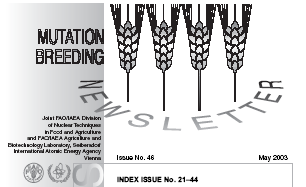 MUTATION
BREEDING
NEWSLETTER
Joint FAO/IAEA Division
of Nuclear Techniques
in Food and Agriculture
and FAO/IAEA Agriculture and
Biotechnology Laboratory, Seibersdorf
International Atomic Energy Agency
Vienna
Issue No. 46 May 2003
INDEX ISSUE No. 21–44